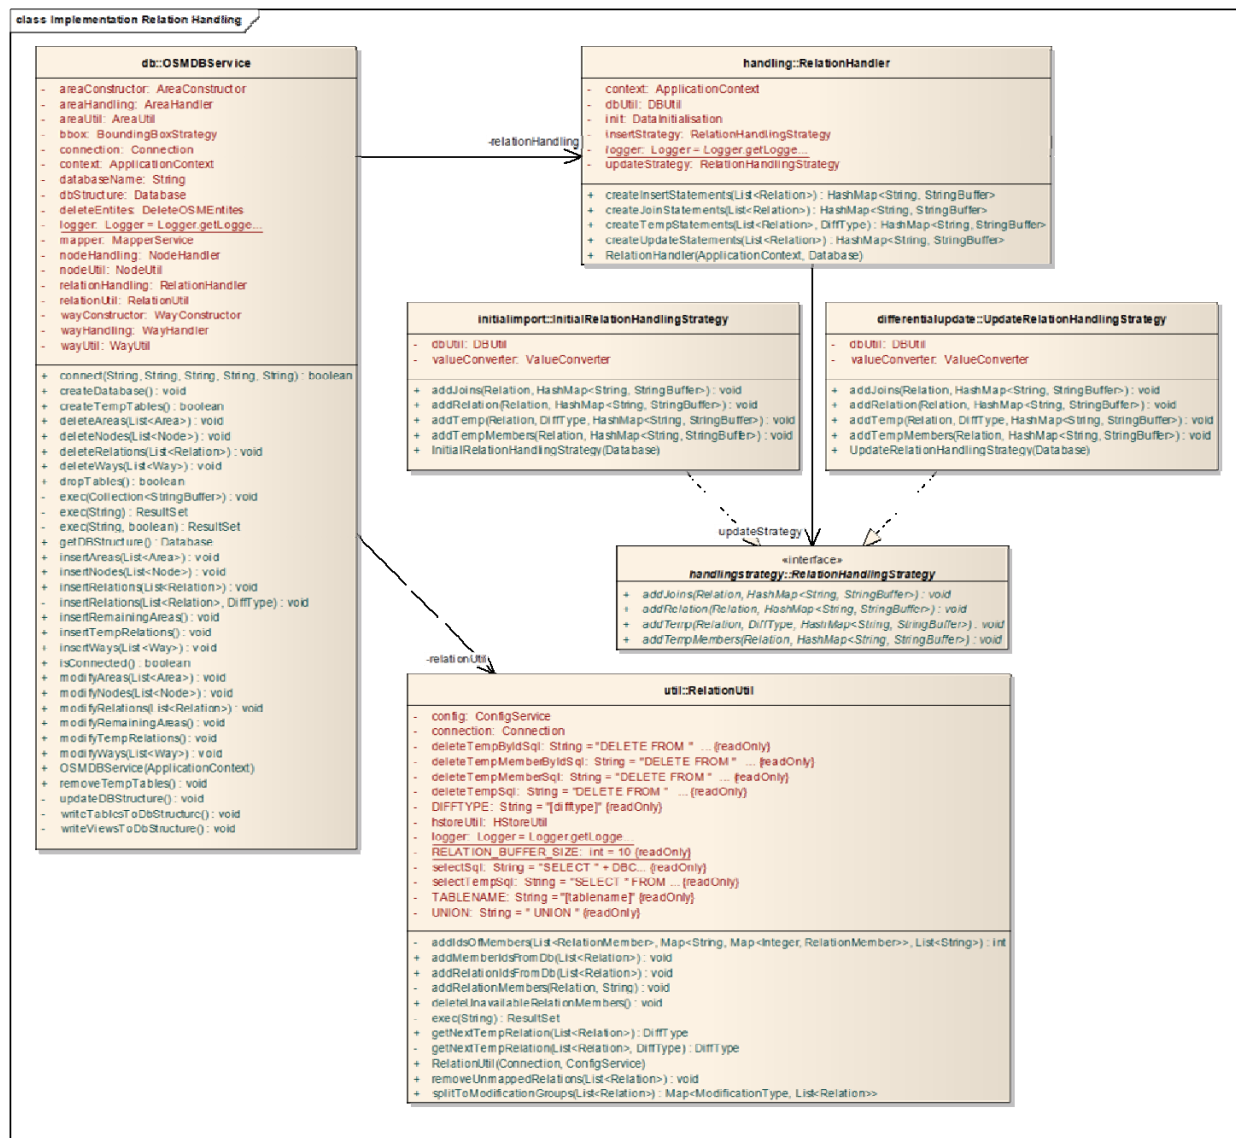 class Implementation Relation Handling
db::OSMDBService
- areaConstructor: AreaConstructor
- areaHandling: AreaHandler
- areaUtil: AreaUtil
- bbox: BoundingBoxStrategy
- connection: Connection
- context: ApplicationContext
- databaseName: String
- dbStructure: Database
- deleteEntites: DeleteOSMEntites
- logger: Logger = Logger.getLogge...
- mapper: MapperService
- nodeHandling: NodeHandler
- nodeUtil: NodeUtil
- relationHandling: RelationHandler
- relationUtil: RelationUtil
- wayConstructor: WayConstructor
- wayHandling: WayHandler
- wayUtil: WayUtil
+ connect(String, String, String, String, String) : boolean
+ createDatabase() : void
+ createTempTables() : boolean
+ deleteAreas(List<Area>) : void
+ deleteNodes(List<Node>) : void
+ deleteRelations(List<Relation>) : void
+ deleteWays(List<Way>) : void
+ dropTables() : boolean
- exec(Collection<StringBuffer>) : void
- exec(String) : ResultSet
- exec(String, boolean) : ResultSet
+ getDBStructure() : Database
+ insertAreas(List<Area>) : void
+ insertNodes(List<Node>) : void
+ insertRelations(List<Relation>) : void
- insertRelations(List<Relation>, DiffType) : void
+ insertRemainingAreas() : void
+ insertTempRelations() : void
+ insertWays(List<Way>) : void
+ isConnected() : boolean
+ modifyAreas(List<Area>) : void
+ modifyNodes(List<Node>) : void
+ modifyRelations(List<Relation>) : void
+ modifyRemainingAreas() : void
+ modifyTempRelations() : void
+ modifyWays(List<Way>) : void
+ OSMDBService(ApplicationContext)
+ removeTempTables() : void
- updateDBStructure() : void
- writeTablesToDbStructure() : void
- writeViewsToDbStructure() : void
-relationHandling
handling::RelationHandler
- context: ApplicationContext
- dbUtil: DBUtil
- init: DataInitialisation
- insertStrategy: RelationHandlingStrategy
- logger: Logger = Logger.getLogge...
- updateStrategy: RelationHandlingStrategy
+ createInsertStatements(List<Relation>) : HashMap<String, StringBuffer>
+ createJoinStatements(List<Relation>) : HashMap<String, StringBuffer>
+ createTempStatements(List<Relation>, DiffType) : HashMap<String, StringBuffer>
+ createUpdateStatements(List<Relation>) : HashMap<String, StringBuffer>
+ RelationHandler(ApplicationContext, Database)
initialimport::InitialRelationHandlingStrategy
- dbUtil: DBUtil
- valueConverter: ValueConverter
+ addJoins(Relation, HashMap<String, StringBuffer>) : void
+ addRelation(Relation, HashMap<String, StringBuffer>) : void
+ addTemp(Relation, DiffType, HashMap<String, StringBuffer>) : void
+ addTempMembers(Relation, HashMap<String, StringBuffer>) : void
+ InitialRelationHandlingStrategy(Database)
differentialupdate::UpdateRelationHandlingStrategy
- dbUtil: DBUtil
- valueConverter: ValueConverter
+ addJoins(Relation, HashMap<String, StringBuffer>) : void
+ addRelation(Relation, HashMap<String, StringBuffer>) : void
+ addTemp(Relation, DiffType, HashMap<String, StringBuffer>) : void
+ addTempMembers(Relation, HashMap<String, StringBuffer>) : void
+ UpdateRelationHandlingStrategy(Database)
updateStrategy
«interface»
handlingstrategy::RelationHandlingStrategy
+ addJoins(Relation, HashMap<String, StringBuffer>) : void
+ addRelation(Relation, HashMap<String, StringBuffer>) : void
+ addTemp(Relation, DiffType, HashMap<String, StringBuffer>) : void
+ addTempMembers(Relation, HashMap<String, StringBuffer>) : void
-relationUtil
util::RelationUtil
- config: ConfigService
- connection: Connection
- deleteTempByIdSql: String = "DELETE FROM " ... {readOnly}
- deleteTempMemberByIdSql: String = "DELETE FROM " ... {readOnly}
- deleteTempMemberSql: String = "DELETE FROM " ... {readOnly}
- deleteTempSql: String = "DELETE FROM " ... {readOnly}
- DIFFTYPE: String = "[difftype]" {readOnly}
- hstoreUtil: HStoreUtil
- logger: Logger = Logger.getLogge...
- RELATION_BUFFER_SIZE: int = 10 {readOnly}
- selectSql: String = "SELECT " + DBC... {readOnly}
- selectTempSql: String = "SELECT " FROM ... {readOnly}
- TABLENAME: String = "[tablename]" {readOnly}
- UNION: String = " UNION " {readOnly}
- addIdsOfMembers(List<RelationMember>, Map<String, Map<Integer, RelationMember>>, List<String>) : int
+ addMemberIdsFromDb(List<Relation>) : void
+ addRelationIdsFromDb(List<Relation>) : void
- addRelationMembers(Relation, String) : void
+ deleteUnavailableRelationMembers() : void
- exec(String) : ResultSet
+ getNextTempRelation(List<Relation>) : DiffType
- getNextTempRelation(List<Relation>, DiffType) : DiffType
+ RelationUtil(Connection, ConfigService)
+ removeUnmappedRelations(List<Relation>) : void
+ splitToModificationGroups(List<Relation>) : Map<ModificationType, List<Relation>>